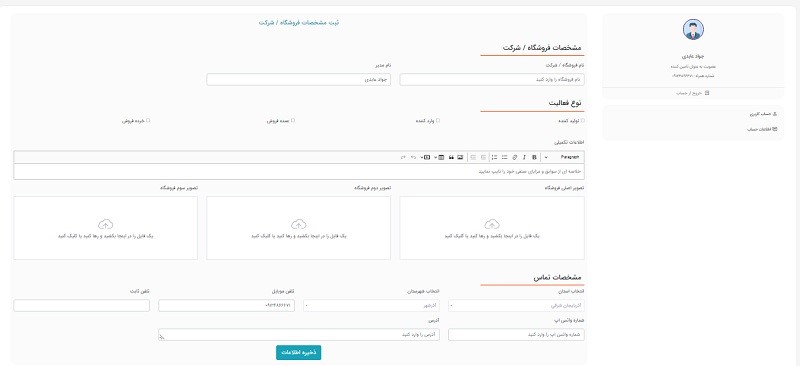 ثبت مشخصات فروشگاه / شرکت
مشخصات فروشگاه / شرکت
نام فروشگاه / شرکت
نام مدیر
نام فروشگاه را وارد کنید
جواد عابدی
نوع فعالیت
تولید کننده
وارد کننده
عمده فروش
خرده فروش
اطلاعات تکمیلی
Paragraph
خلاصه ای از سوابق و مزایای صنفی خود را تایپ نمایید
تصویر اصلی فروشگاه
تصویر دوم فروشگاه
تصویر سوم فروشگاه
یک فایل را در اینجا بکشید و رها کنید یا کلیک کنید
یک فایل را در اینجا بکشید و رها کنید یا کلیک کنید
یک فایل را در اینجا بکشید و رها کنید یا کلیک کنید
مشخصات تماس
انتخاب استان
انتخاب شهرستان
تلفن موبایل
تلفن ثابت
آذربایجان شرقی
آذرشهر
شماره واتس اپ
آدرس
شماره واتس اپ را وارد کنید
آدرس را وارد کنید
ذخیره اطلاعات
جواد عابدی
عضویت به عنوان تامین کننده
شماره همراه :
خروج از حساب
حساب کاربری
اطلاعات حساب